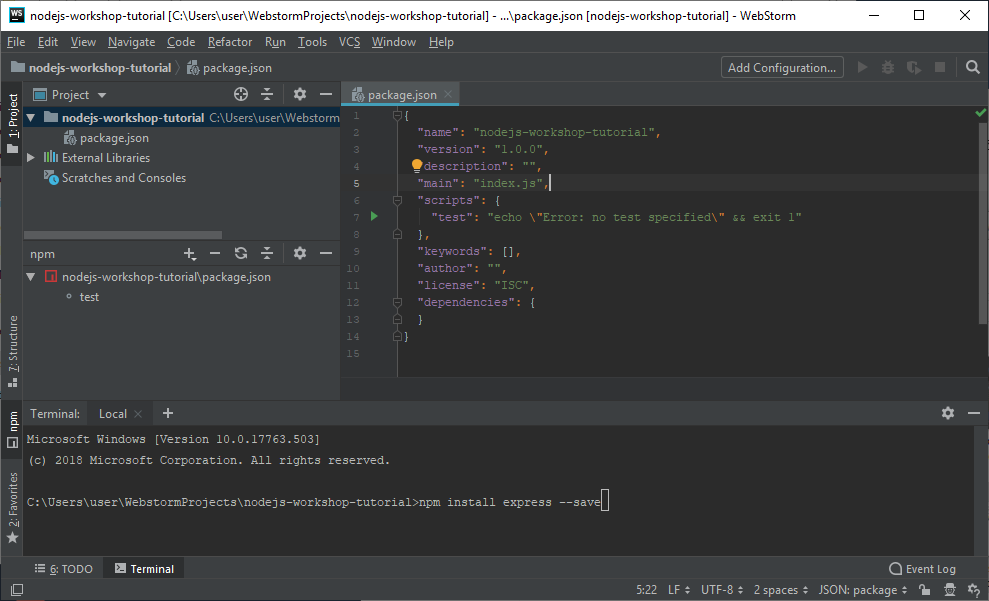 WS nodejs-workshop-tutorial [C:\Users\user\WebstormProjects\nodejs-workshop-tutorial] - ...\package.json [nodejs-workshop-tutorial] - WebStorm
File Edit View Navigate Code Refactor Run Tools VCS Window Help
nodejs-workshop-tutorial package.json Add Configuration...
1: Project
Project
nodejs-workshop-tutorial C:\Users\user\Webstorm
package.json
External Libraries
Scratches and Consoles
package.json
1 {
2 "name": "nodejs-workshop-tutorial",
3 "version": "1.0.0",
4 description": "",
5 "main": "index.js",
6 "scripts": {
7 "test": "echo \"Error: no test specified\" && exit 1"
8 },
9 "keywords": [],
10 "author": "",
11 "license": "ISC",
12 "dependencies": {
13 }
14 }
15
npm
nodejs-workshop-tutorial\package.json
test
7: Structure
npm
2: Favorites
Terminal: Local
Microsoft Windows [Version 10.0.17763.503]
(c) 2018 Microsoft Corporation. All rights reserved.
C:\Users\user\WebstormProjects\nodejs-workshop-tutorial>npm install express --save
6: TODO Terminal Event Log
5:22 LF UTF-8 2 spaces JSON: package